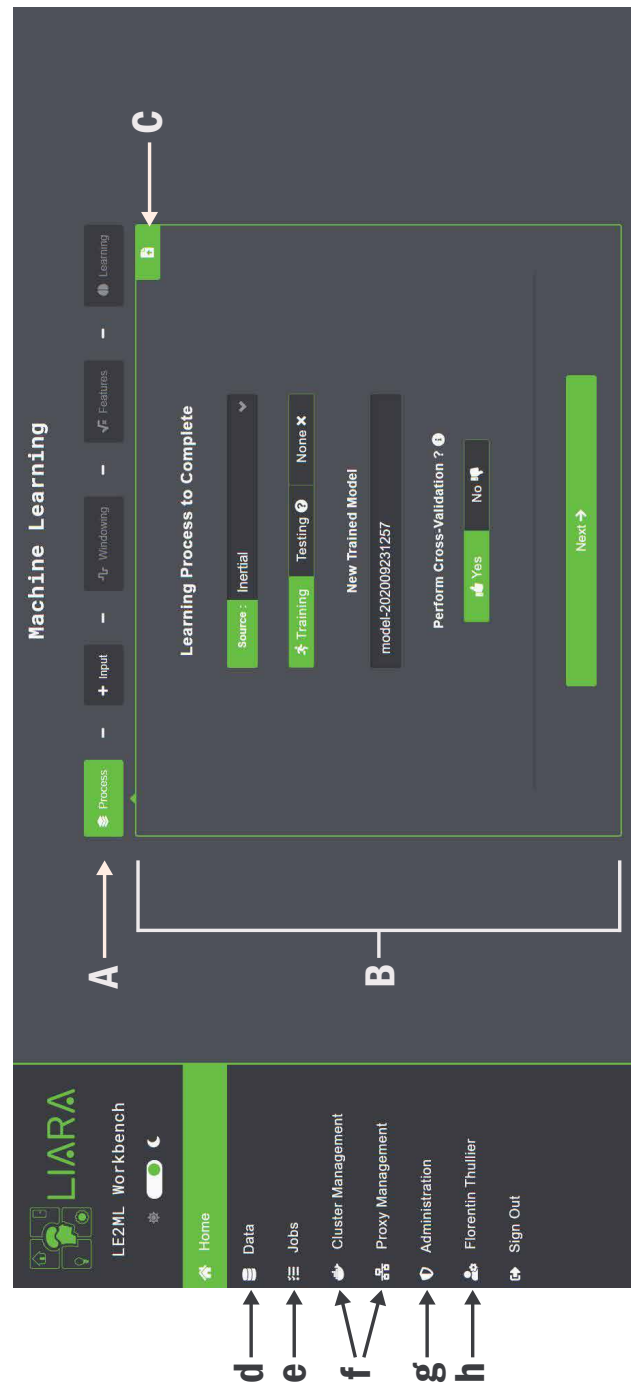 LIARA
LE2ML Workbench
Home
Data
Jobs
Cluster Management
Proxy Management
Administration
Florentin Thullier
Sign Out
d
e
f
g
h
Machine Learning
A
Process
Input
Windowing
Features
Learning
B
C
Learning Process to Complete
Source : Inertial
Training Testing None
New Trained Model
model-202009231257
Perform Cross-Validation ?
Yes No
Next